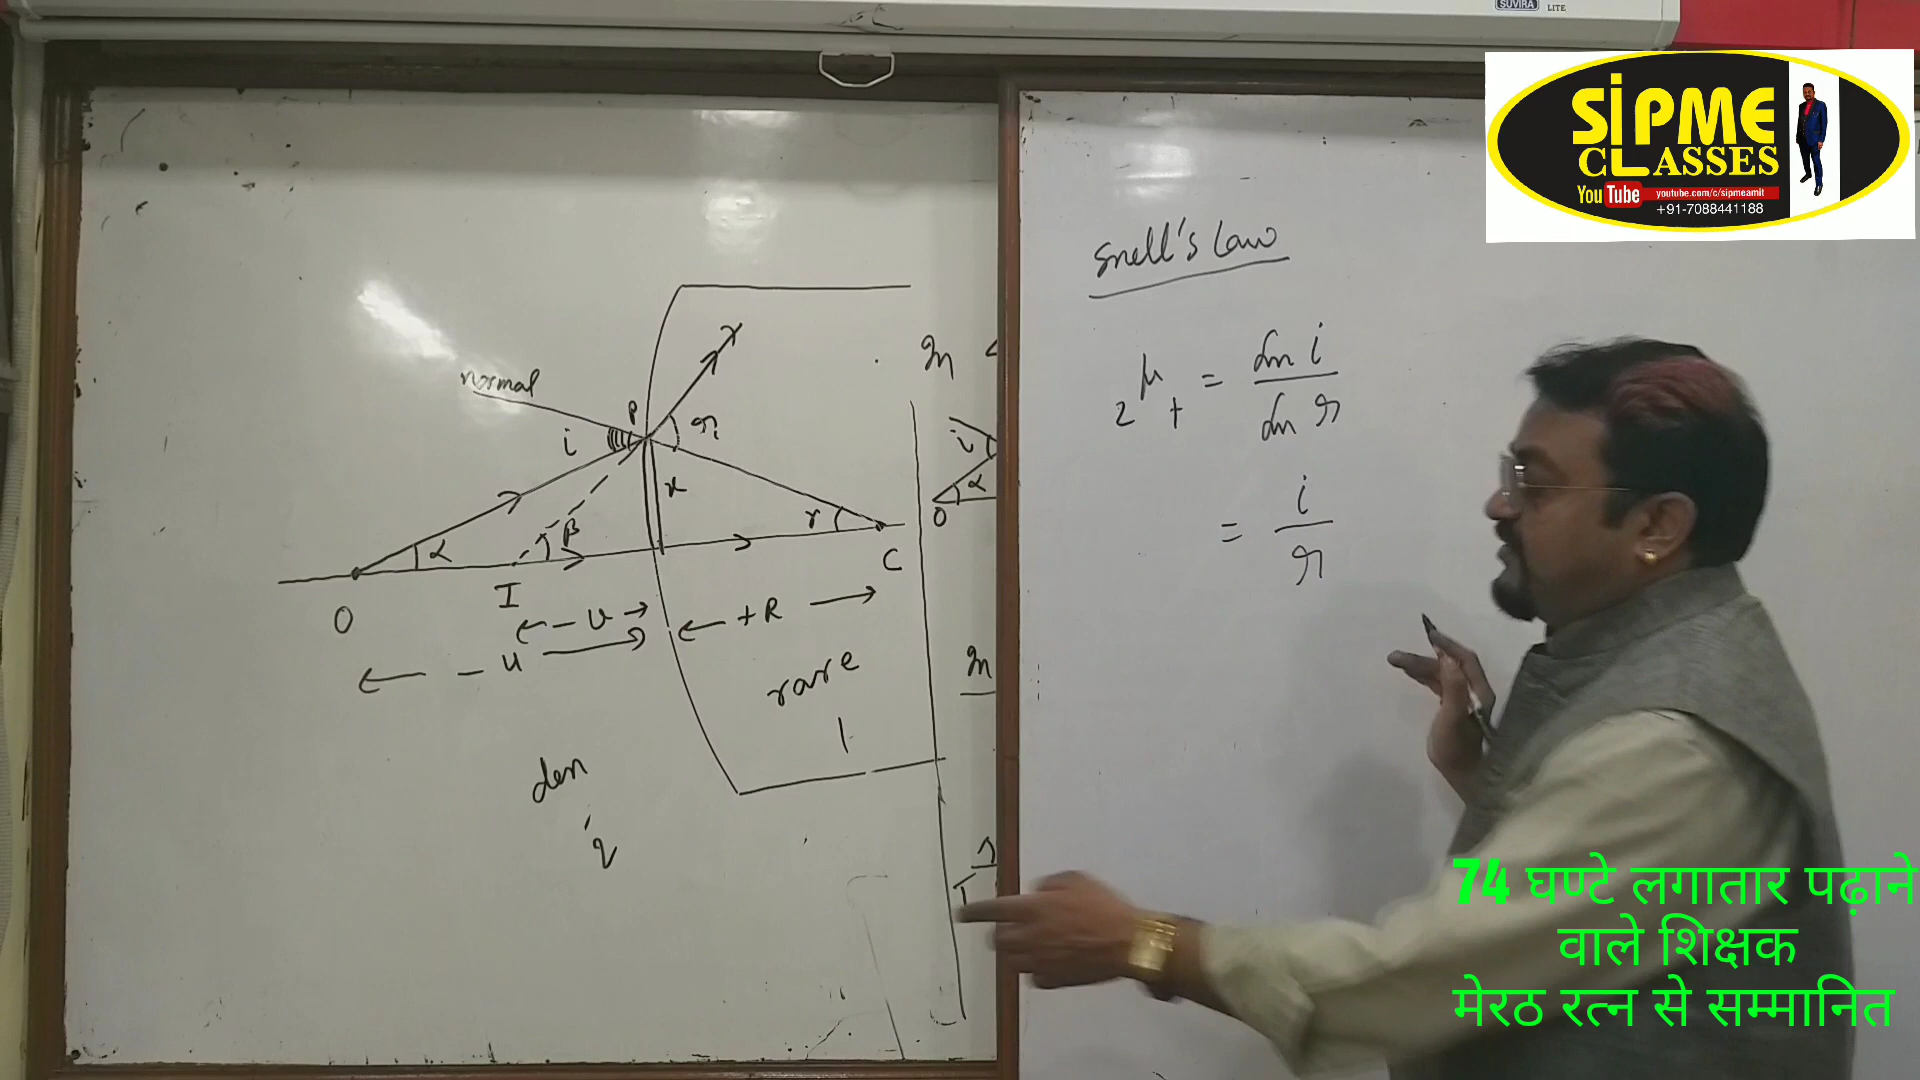 SUVIRA LITE
SiPME
CLASSES
YouTube youtube.com/c/sipmeamit
+91-7088441188
Snell's Law
₂μ₁ = sin i / sin r
= i / r
normal
P
i
r
x
α
β
γ
O
I
C
← - v →
← + R →
← - u →
rare
1
den
2
i
α
O
74 घण्टे लगातार पढ़ाने
वाले शिक्षक
मेरठ रत्न से सम्मानित